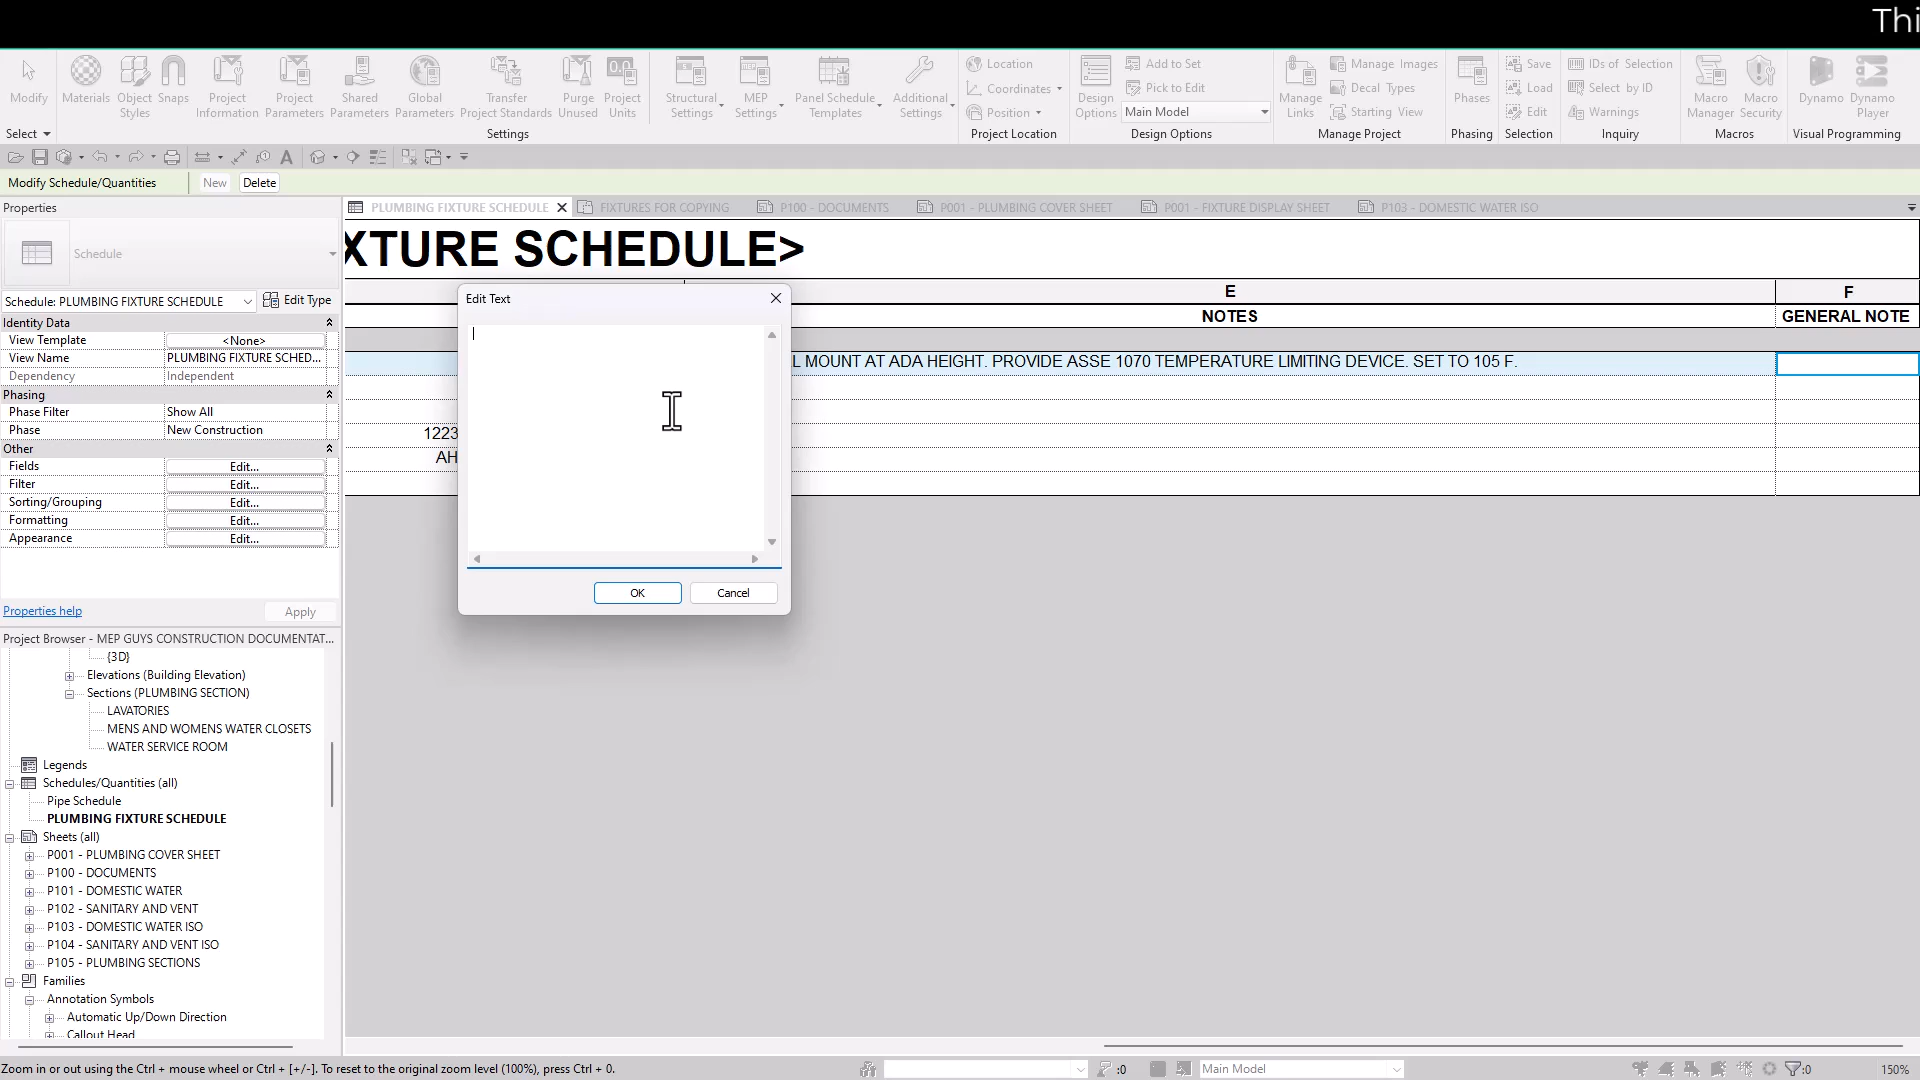 Thi
Modify
Materials
Object Styles
Snaps
Project Information
Project Parameters
Shared Parameters
Global Parameters
Transfer Project Standards
Purge Unused
Project Units
Structural Settings
MEP Settings
Panel Schedule Templates
Additional Settings
Location
Coordinates
Position
Design Options
Add to Set
Pick to Edit
Main Model
Manage Links
Manage Images
Decal Types
Starting View
Phases
Save
Load
Edit
IDs of Selection
Select by ID
Warnings
Macro Manager
Macro Security
Dynamo
Dynamo Player
Select
Settings
Project Location
Design Options
Manage Project
Phasing
Selection
Inquiry
Macros
Visual Programming
Modify Schedule/Quantities
New
Delete
Properties
PLUMBING FIXTURE SCHEDULE
FIXTURES FOR COPYING
P100 - DOCUMENTS
P001 - PLUMBING COVER SHEET
P001 - FIXTURE DISPLAY SHEET
P103 - DOMESTIC WATER ISO
Schedule
XTURE SCHEDULE>
Schedule: PLUMBING FIXTURE SCHEDULE
Edit Type
Identity Data
View Template <None>
View Name PLUMBING FIXTURE SCHED...
Dependency Independent
Phasing
Phase Filter Show All
Phase New Construction
Other
Fields Edit...
Filter Edit...
Sorting/Grouping Edit...
Formatting Edit...
Appearance Edit...
Properties help
Apply
E
F
NOTES
GENERAL NOTE
L MOUNT AT ADA HEIGHT. PROVIDE ASSE 1070 TEMPERATURE LIMITING DEVICE. SET TO 105 F.
1223
AH
Edit Text
OK
Cancel
Project Browser - MEP GUYS CONSTRUCTION DOCUMENTAT...
{3D}
Elevations (Building Elevation)
Sections (PLUMBING SECTION)
LAVATORIES
MENS AND WOMENS WATER CLOSETS
WATER SERVICE ROOM
Legends
Schedules/Quantities (all)
Pipe Schedule
PLUMBING FIXTURE SCHEDULE
Sheets (all)
P001 - PLUMBING COVER SHEET
P100 - DOCUMENTS
P101 - DOMESTIC WATER
P102 - SANITARY AND VENT
P103 - DOMESTIC WATER ISO
P104 - SANITARY AND VENT ISO
P105 - PLUMBING SECTIONS
Families
Annotation Symbols
Automatic Up/Down Direction
Callout Head
Zoom in or out using the Ctrl + mouse wheel or Ctrl + [+/-]. To reset to the original zoom level (100%), press Ctrl + 0.
:0
Main Model
:0
150%